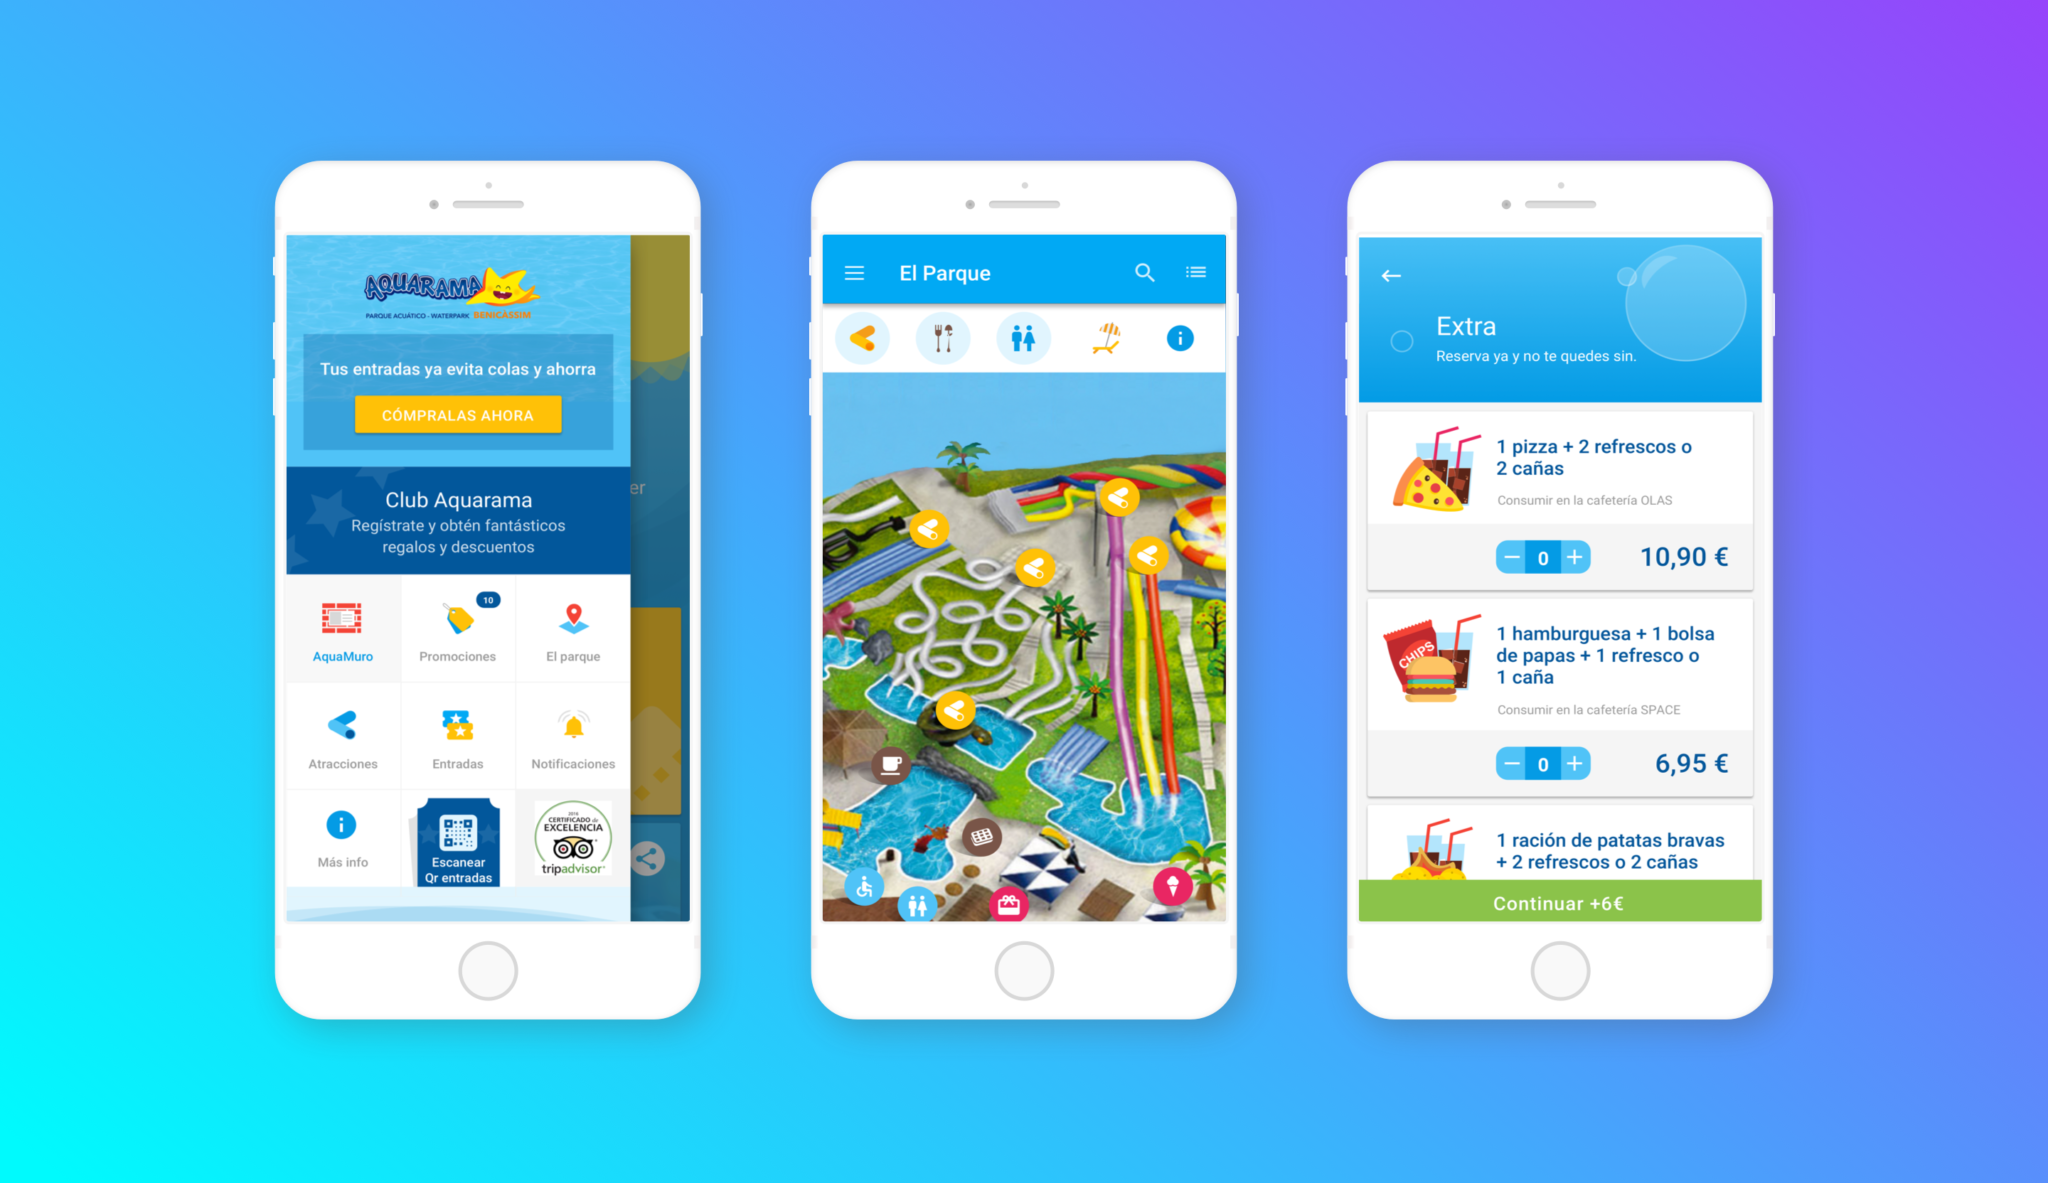 AQUARAMA
PARQUE ACUÁTICO - WATERPARK BENICÀSSIM
Tus entradas ya evita colas y ahorra
CÓMPRALAS AHORA
Club Aquarama
Regístrate y obtén fantásticos
regalos y descuentos
er
10
AquaMuro
Promociones
El parque
Atracciones
Entradas
Notificaciones
Más info
Escanear
Qr entradas
2016
CERTIFICADO de
EXCELENCIA
tripadvisor
El Parque
Extra
Reserva ya y no te quedes sin.
1 pizza + 2 refrescos o
2 cañas
Consumir en la cafetería OLAS
0
10,90 €
CHIPS
1 hamburguesa + 1 bolsa
de papas + 1 refresco o
1 caña
Consumir en la cafetería SPACE
0
6,95 €
1 ración de patatas bravas
+ 2 refrescos o 2 cañas
Continuar +6€